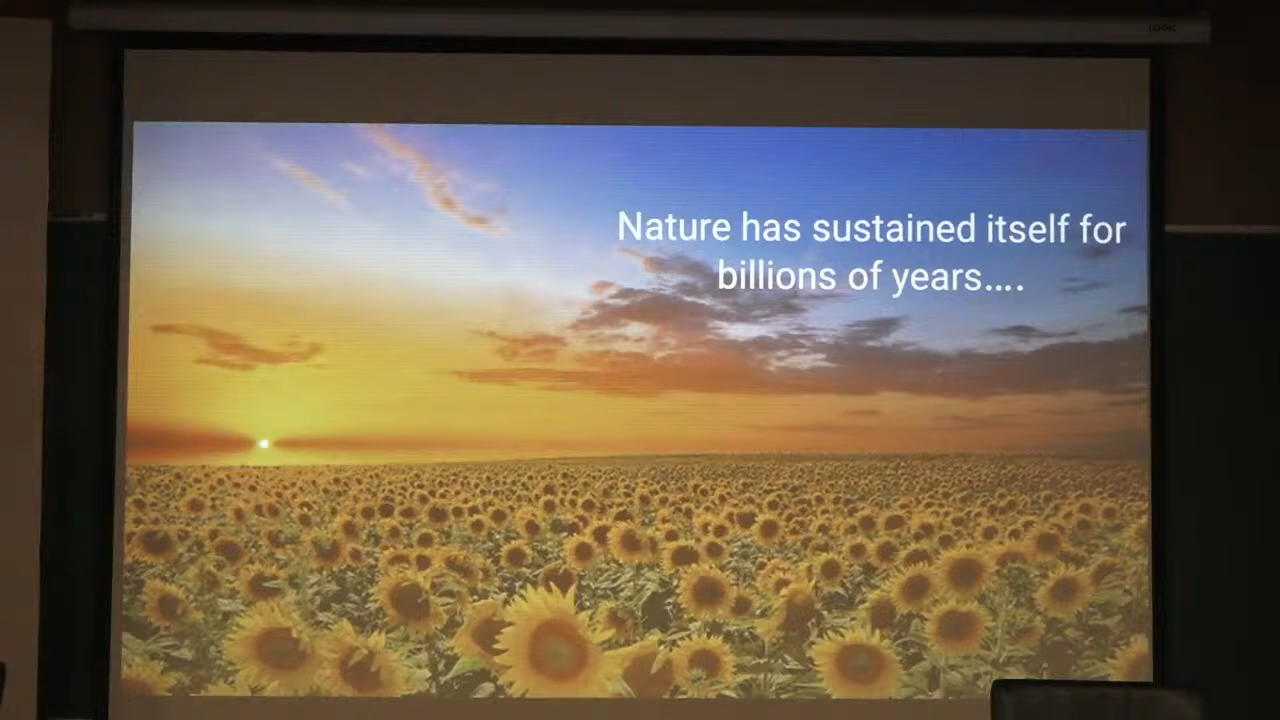 Nature has sustained itself for
billions of years....